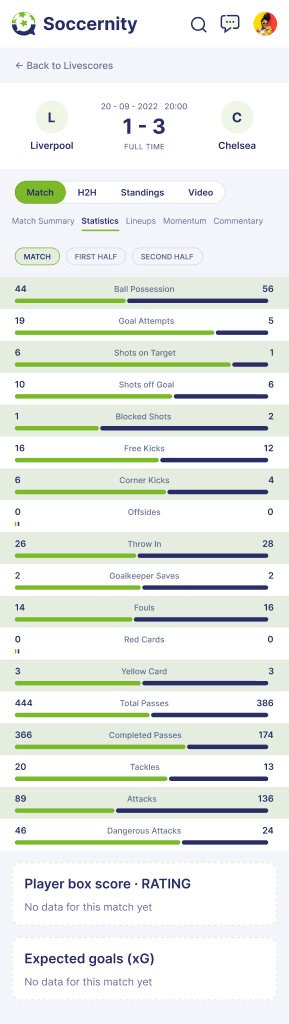 Soccernity
← Back to Livescores
20 - 09 - 2022 20:00
L 1 - 3 C
Liverpool FULL TIME Chelsea
Match H2H Standings Video
Match Summary Statistics Lineups Momentum Commentary
MATCH FIRST HALF SECOND HALF
44 Ball Possession 56
19 Goal Attempts 5
6 Shots on Target 1
10 Shots off Goal 6
1 Blocked Shots 2
16 Free Kicks 12
6 Corner Kicks 4
0 Offsides 0
26 Throw In 28
2 Goalkeeper Saves 2
14 Fouls 16
0 Red Cards 0
3 Yellow Card 3
444 Total Passes 386
366 Completed Passes 174
20 Tackles 13
89 Attacks 136
46 Dangerous Attacks 24
Player box score · RATING
No data for this match yet
Expected goals (xG)
No data for this match yet